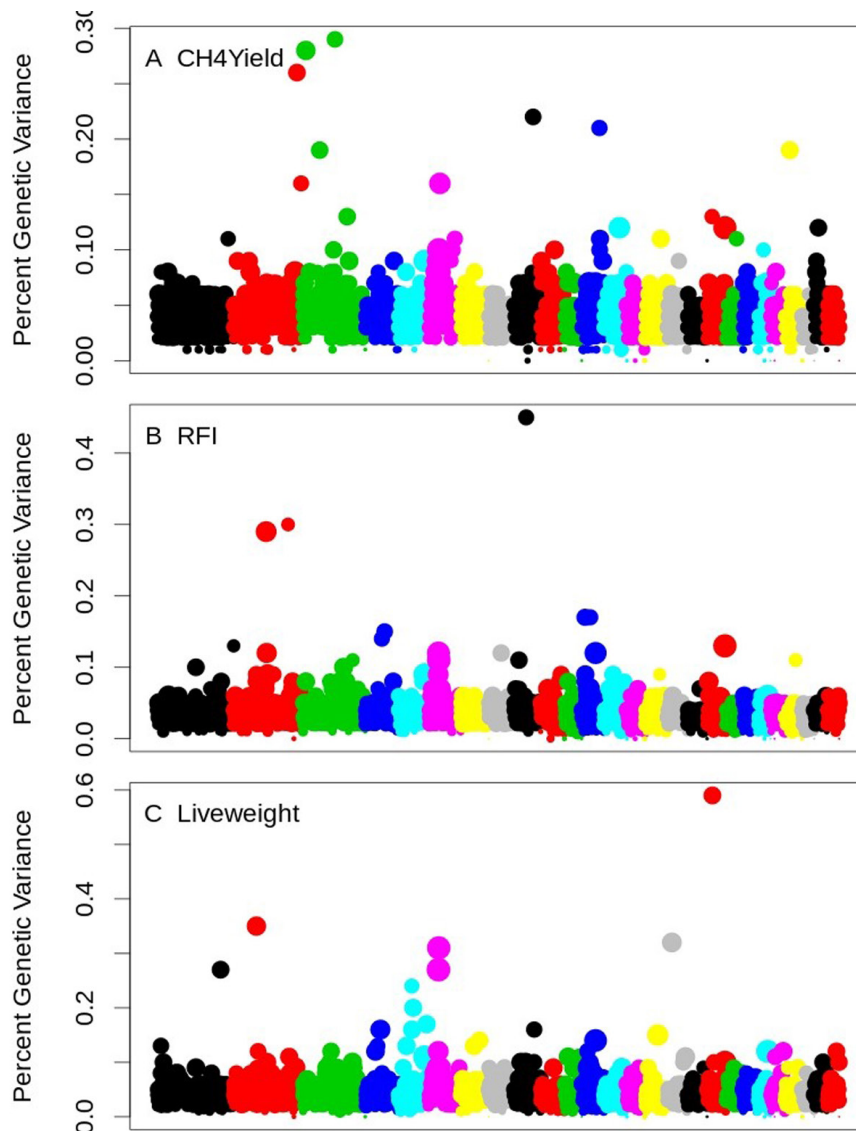 A CH4Yield
Percent Genetic Variance
0.30
0.20
0.10
0.00
B RFI
Percent Genetic Variance
0.4
0.3
0.2
0.1
0.0
C Liveweight
Percent Genetic Variance
0.6
0.4
0.2
0.0